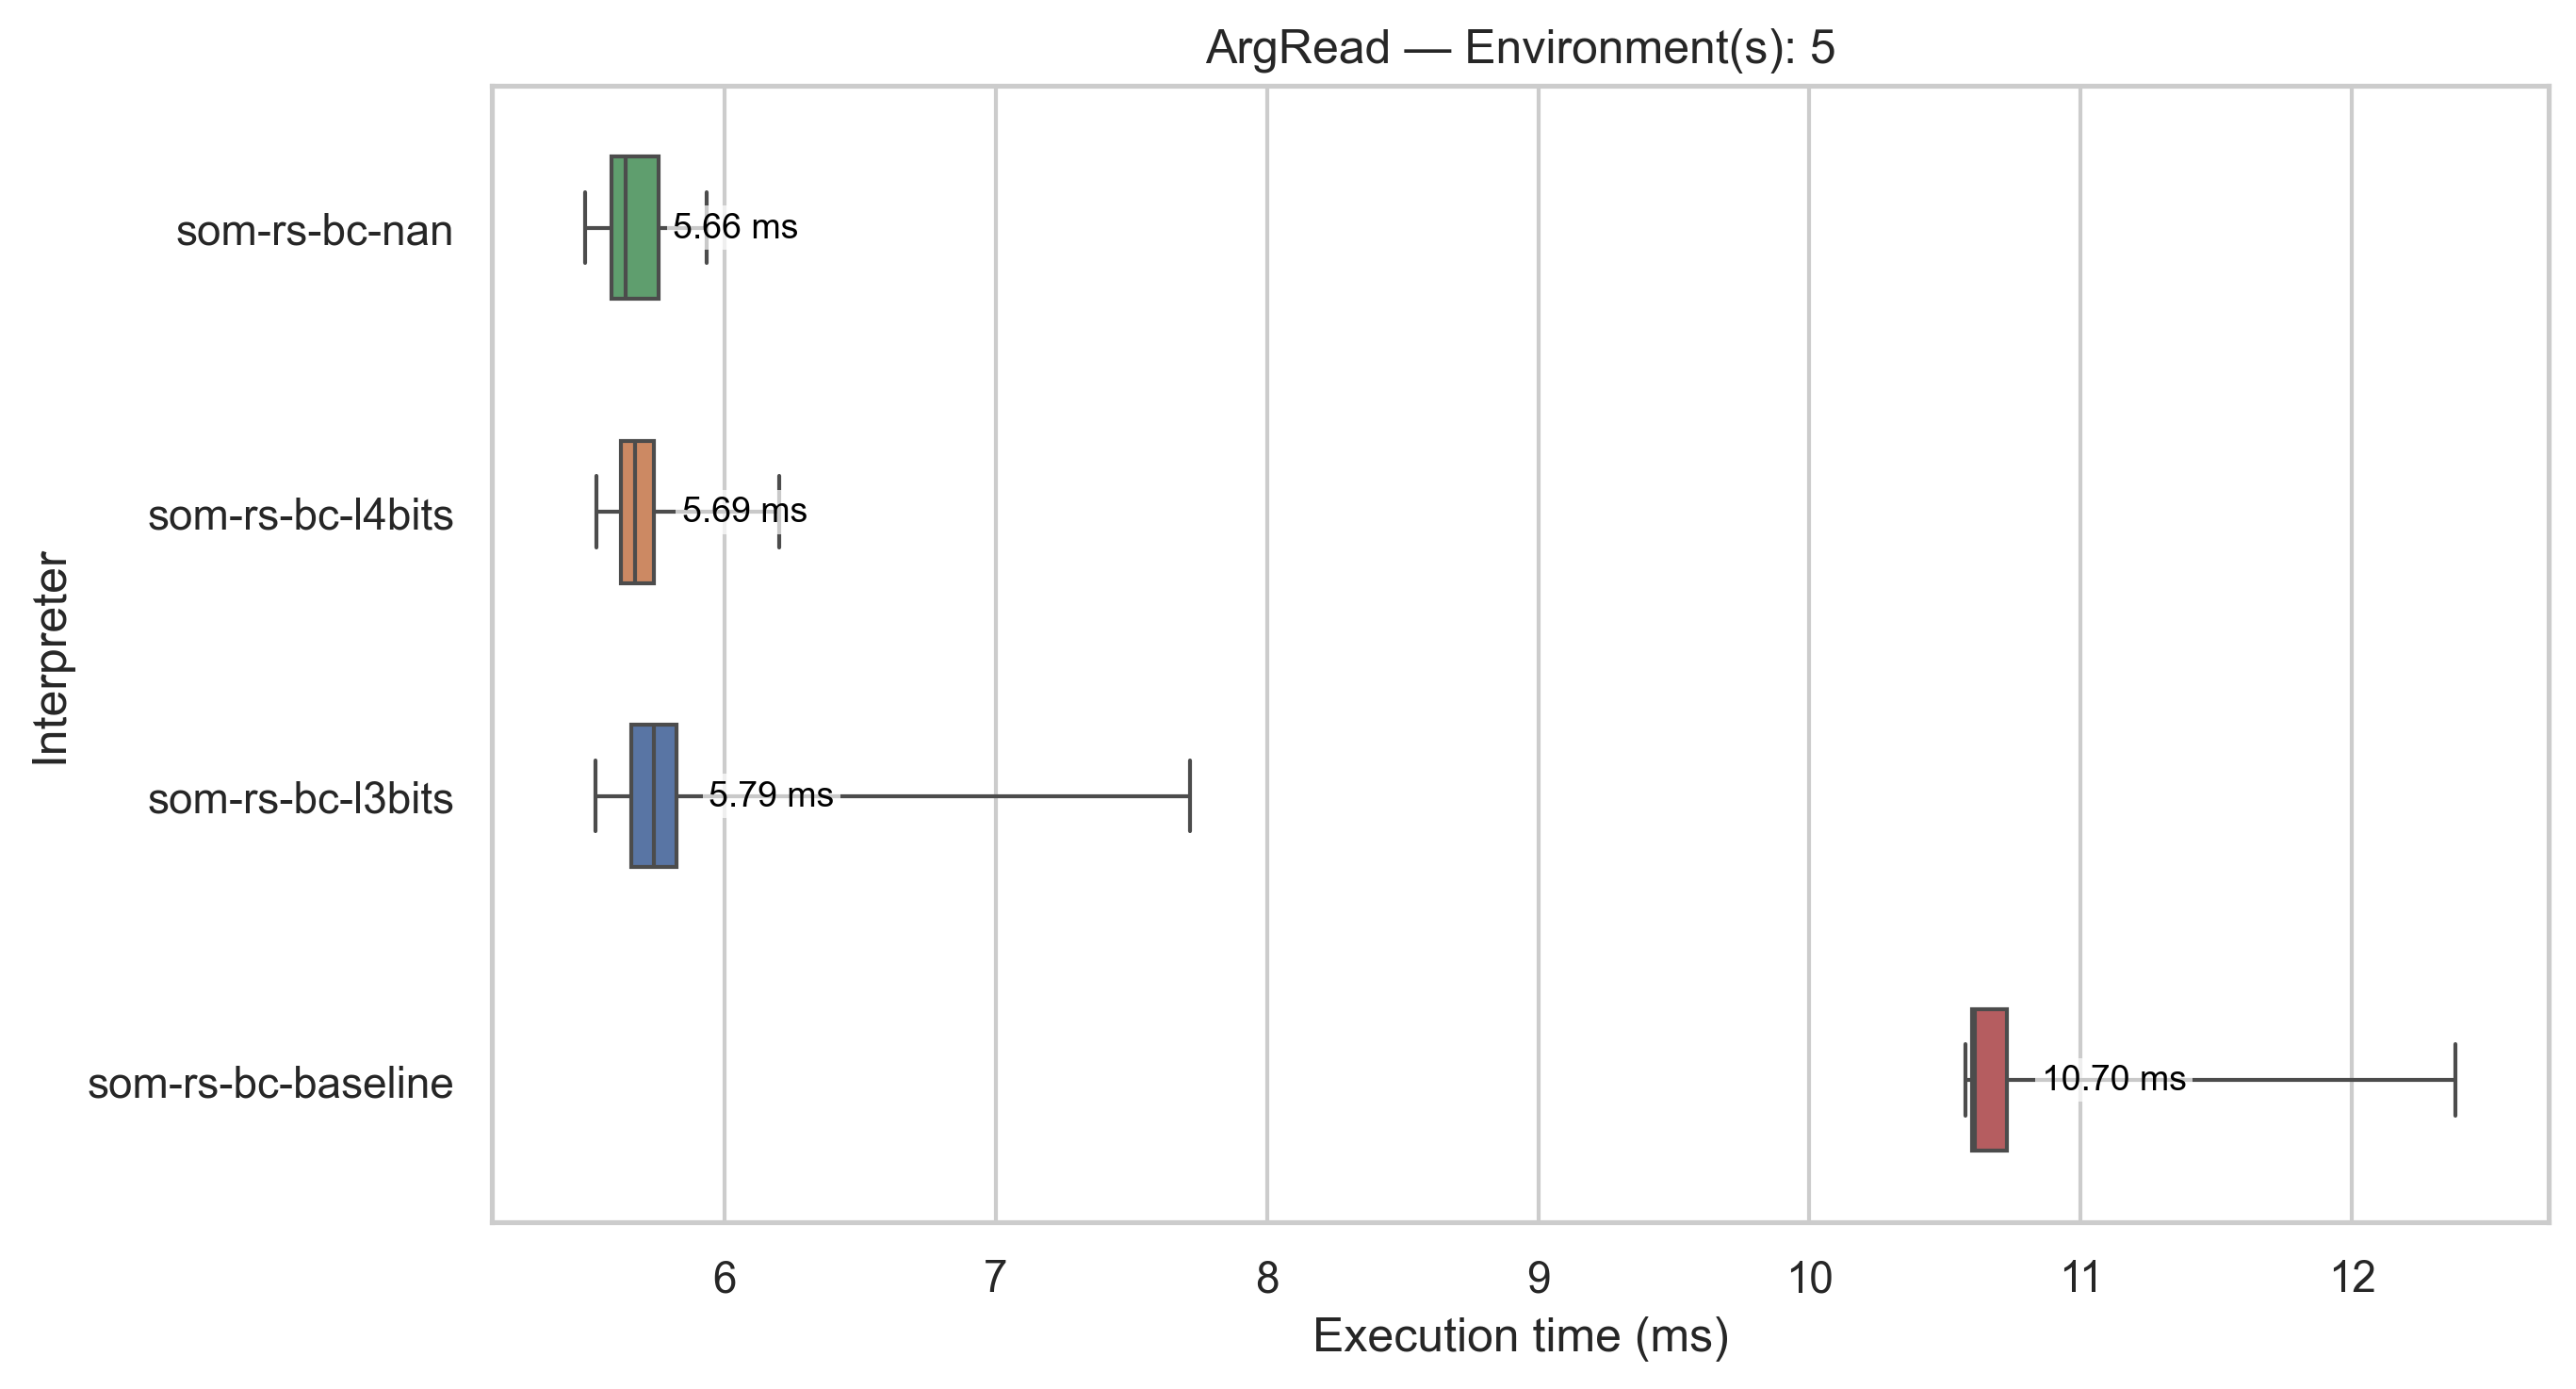 ArgRead — Environment(s): 5
som-rs-bc-nan
5.66 ms
som-rs-bc-l4bits
5.69 ms
Interpreter
som-rs-bc-l3bits
5.79 ms
som-rs-bc-baseline
10.70 ms
6 7 8 9 10 11 12
Execution time (ms)